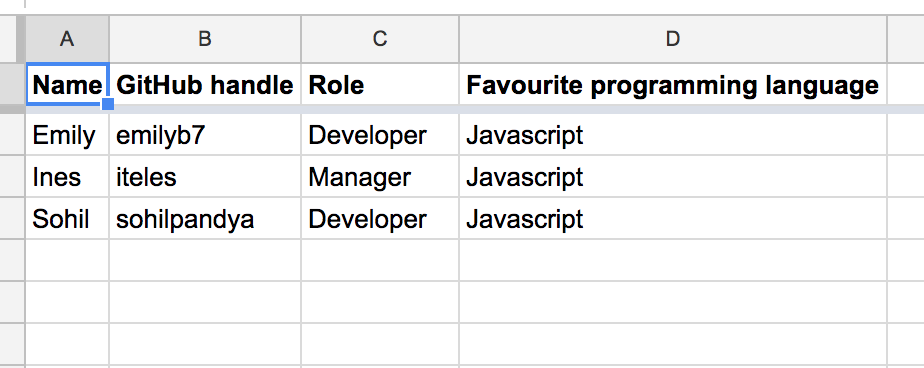 A B C D
Name GitHub handle Role Favourite programming language
Emily emilyb7 Developer Javascript
Ines iteles Manager Javascript
Sohil sohilpandya Developer Javascript